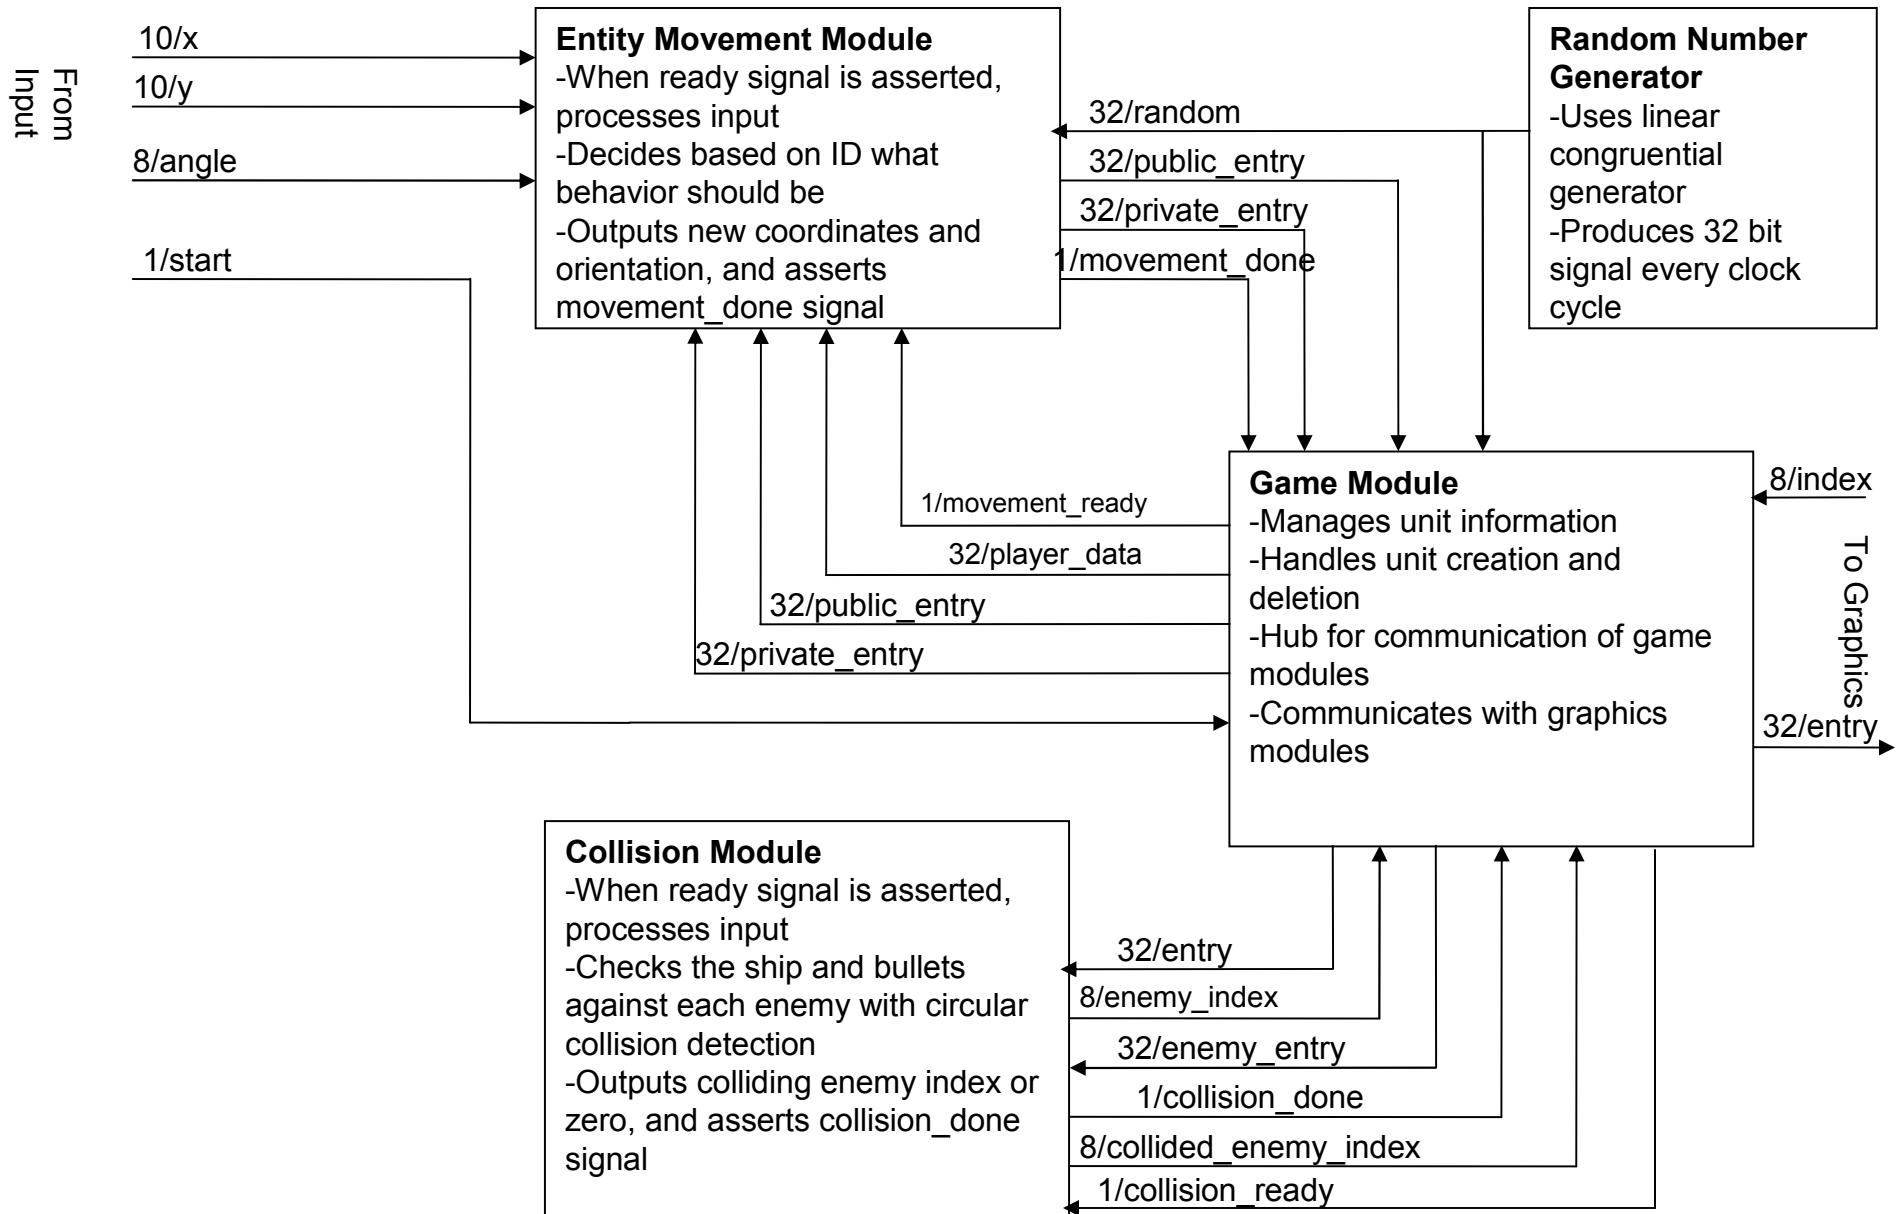 From
Input
10/x
10/y
8/angle
1/start
Entity Movement Module
-When ready signal is asserted,
processes input
-Decides based on ID what
behavior should be
-Outputs new coordinates and
orientation, and asserts
movement_done signal
32/random
32/public_entry
32/private_entry
1/movement_done
Random Number
Generator
-Uses linear
congruential
generator
-Produces 32 bit
signal every clock
cycle
1/movement_ready
32/player_data
32/public_entry
32/private_entry
Game Module
-Manages unit information
-Handles unit creation and
deletion
-Hub for communication of game
modules
-Communicates with graphics
modules
8/index
To Graphics
32/entry
Collision Module
-When ready signal is asserted,
processes input
-Checks the ship and bullets
against each enemy with circular
collision detection
-Outputs colliding enemy index or
zero, and asserts collision_done
signal
32/entry
8/enemy_index
32/enemy_entry
1/collision_done
8/collided_enemy_index
1/collision_ready